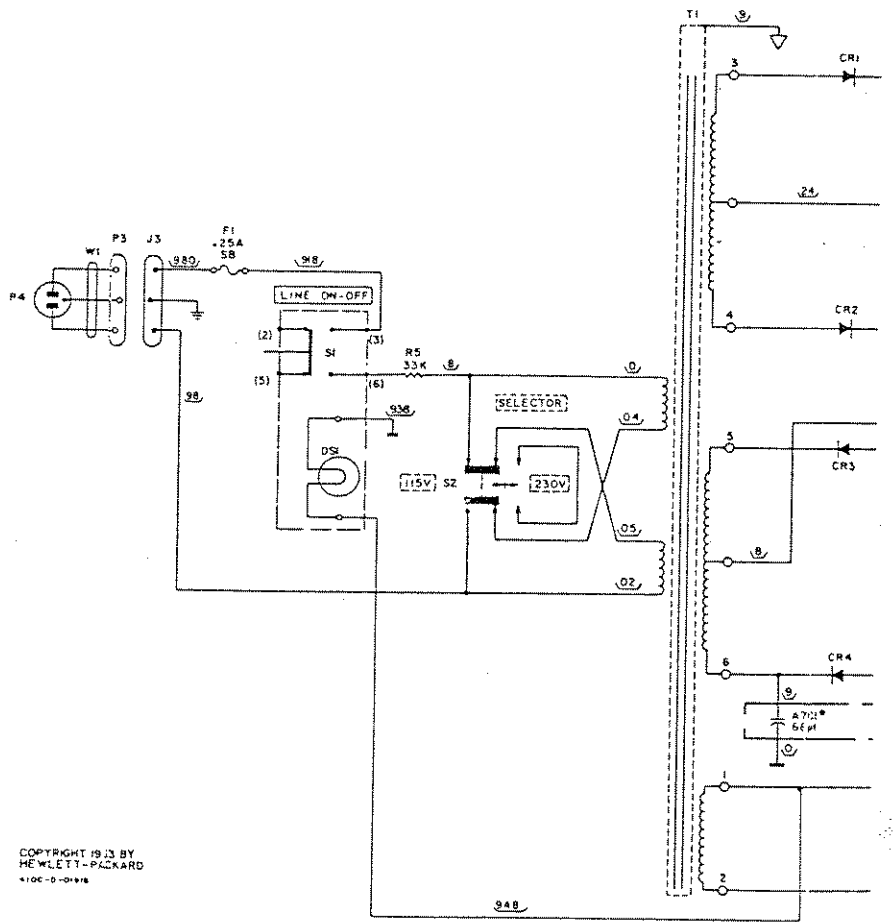 T1
9
3
CR1
24
4
CR2
P4
W1
P3
J3
980
F1
.25A
SB
918
LINE ON-OFF
(2)
(3)
S1
(5)
(6)
R5
33K
8
0
98
936
DS1
SELECTOR
04
115V
S2
230V
05
02
5
CR3
8
6
CR4
9
66
0
1
2
948
COPYRIGHT BY
HEWLETT-PACKARD